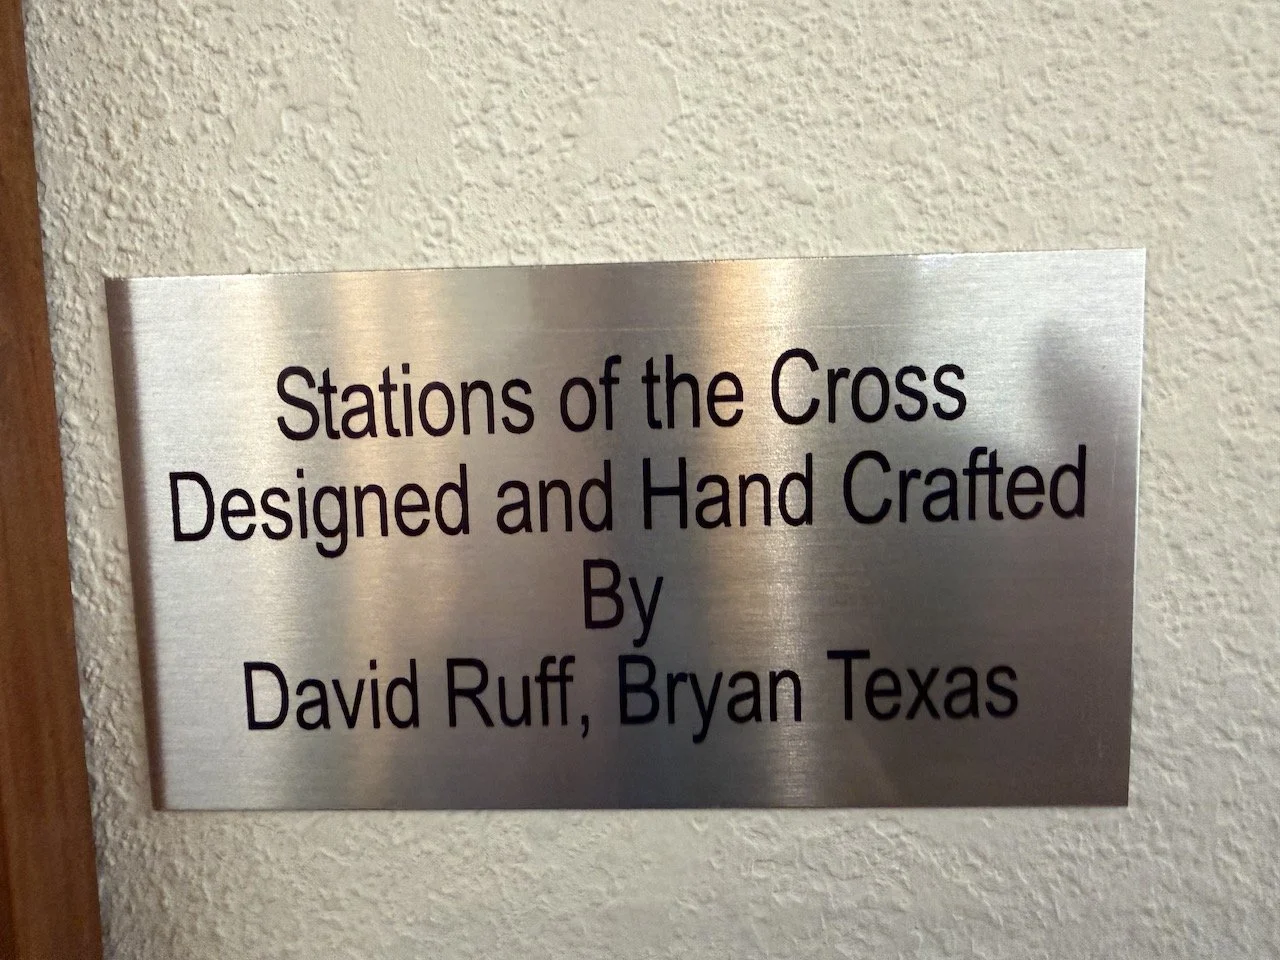 Stations of the Cross
Designed and Hand Crafted
By
David Ruff, Bryan Texas